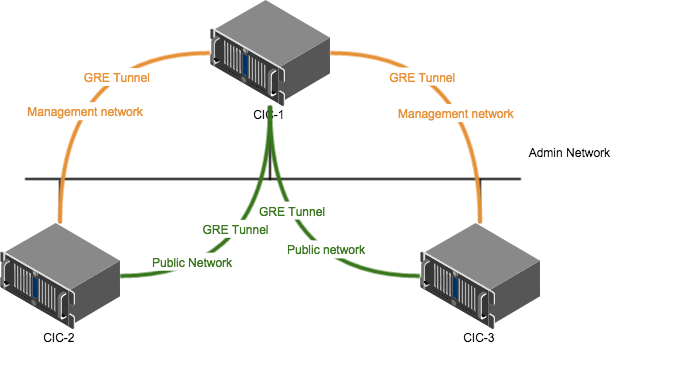 GRE Tunnel
GRE Tunnel
Management network
Management network
CIC-1
Admin Network
GRE Tunnel
GRE Tunnel
Public network
Public Network
CIC-2
CIC-3